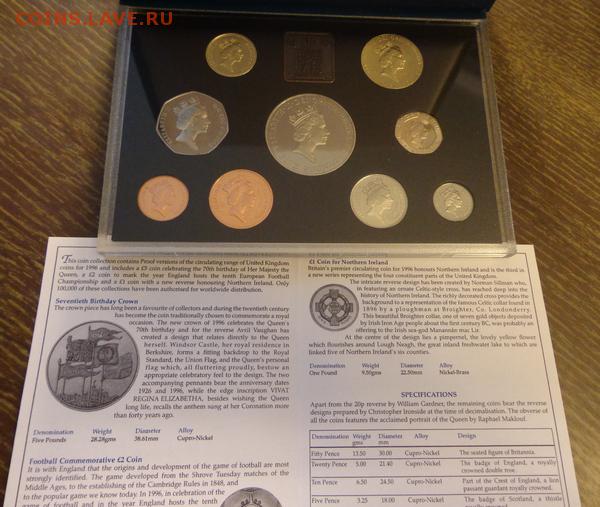 COINS.LAVE.RU
This coin collection contains Proof versions of the circulating range of United Kingdom
coins for 1996 and includes a £5 coin celebrating the 70th birthday of Her Majesty the
Queen, a £2 coin to mark the year England hosts the tenth European Football
Championship and a £1 coin with a new reverse honouring Northern Ireland. Only
100,000 of these collections have been authorised for worldwide distribution.
Seventieth Birthday Crown
The crown piece has long been a favourite of collectors and during the twentieth century
has become the coin traditionally chosen to commemorate a royal
occasion. The new crown of 1996 celebrates the Queen's
70th birthday and for the reverse Avril Vaughan has
created a design that relates directly to the Queen
herself. Windsor Castle, her royal residence in
Berkshire, forms a fitting backdrop to the Royal
Standard, the Union Flag, and the Queen's personal
flag which, all fluttering proudly, bestow an
appropriate celebratory feel to the design. The two
accompanying pennants bear the anniversary dates
1926 and 1996, while the edge inscription VIVAT
REGINA ELIZABETHA, besides wishing the Queen
long life, recalls the anthem sung at her Coronation more
than forty years ago.
Denomination Weight Diameter Alloy
Five Pounds 28.28gms 38.61mm Cupro-Nickel
Football Commemorative £2 Coin
It is with England that the origins and development of the game of football are most
strongly identified. The game developed from the Shrove Tuesday matches of the
Middle Ages, to the establishing of the Cambridge Rules in 1848, and
to the popular game we know today. In 1996, in celebration of the
game of football and in the year England hosts the tenth
£1 Coin for Northern Ireland
Britain's premier circulating coin for 1996 honours Northern Ireland and is the third in
a new series representing the four constituent parts of the United Kingdom.
The intricate reverse design has been created by Norman Sillman who,
in featuring an ornate Celtic-style cross, has reached deep into the
history of Northern Ireland. The richly decorated cross provides the
background to a representation of the famous Celtic collar found in
1896 by a ploughman at Broighter, Co. Londonderry.
This beautiful Broighter collar, one of seven gold objects deposited
by Irish Iron Age people about the first century BC, was probably an
offering to the Irish sea-god Manannán mac Lir.
At the centre of the design lies a pimpernel, the lovely yellow flower
which flourishes around Lough Neagh, the great inland freshwater lake to which are
linked five of Northern Ireland's six counties.
Denomination Weight Diameter Alloy
One Pound 9.50gms 22.50mm Nickel-Brass
SPECIFICATIONS
Apart from the 20p reverse by William Gardner, the remaining coins bear the reverse
designs prepared by Christopher Ironside at the time of decimalisation. The obverse of
all the coins features the acclaimed portrait of the Queen by Raphael Maklouf.
Denomination Weight gms Diameter mm Alloy Design
Fifty Pence 13.50 30.00 Cupro-Nickel The seated figure of Britannia.
Twenty Pence 5.00 21.40 Cupro-Nickel The badge of England, a royally
crowned double rose.
Ten Pence 6.50 24.50 Cupro-Nickel Part of the Crest of England, a lion
passant guardant royally crowned.
Five Pence 3.25 18.00 Cupro-Nickel The badge of Scotland, a thistle